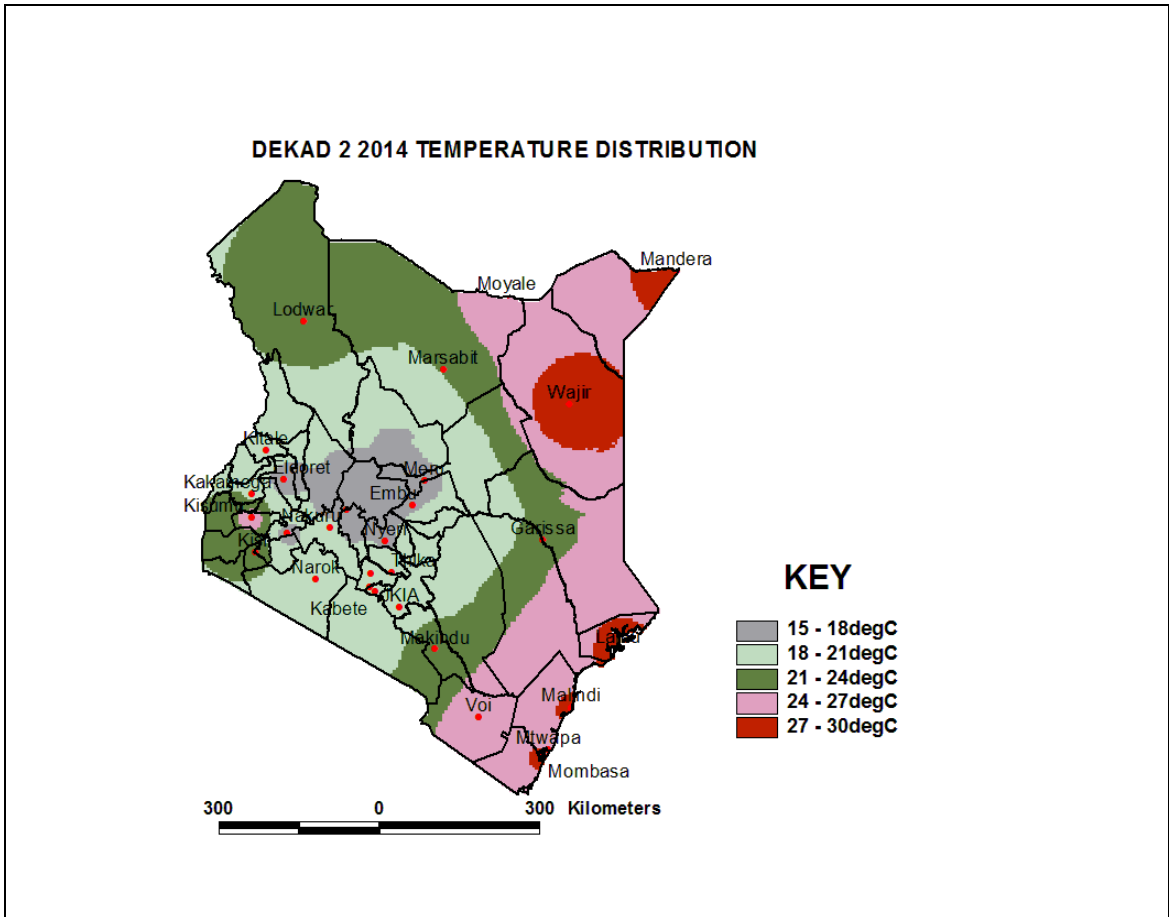 DEKAD 2 2014 TEMPERATURE DISTRIBUTION
Mandera
Moyale
Lodwar
Marsabit
Wajir
Kitale
Eldoret
Meru
Kakamega
Embu
Kisumu
Nakuru
Nyeri
Garissa
Kisii
Narok
Thika
Kabete
JKIA
Makindu
Lamu
Malindi
Voi
Mtwapa
Mombasa
KEY
15 - 18degC
18 - 21degC
21 - 24degC
24 - 27degC
27 - 30degC
300 0 300 Kilometers